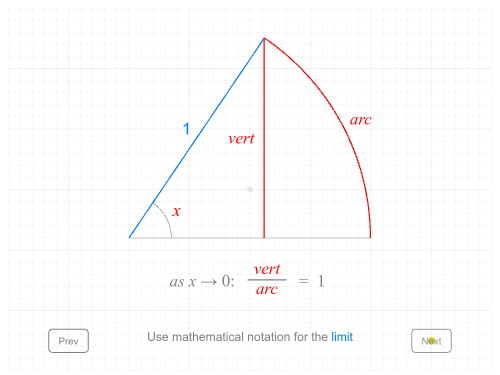 1
vert
arc
x
as x → 0: vert/arc = 1
Use mathematical notation for the limit
Prev
Next